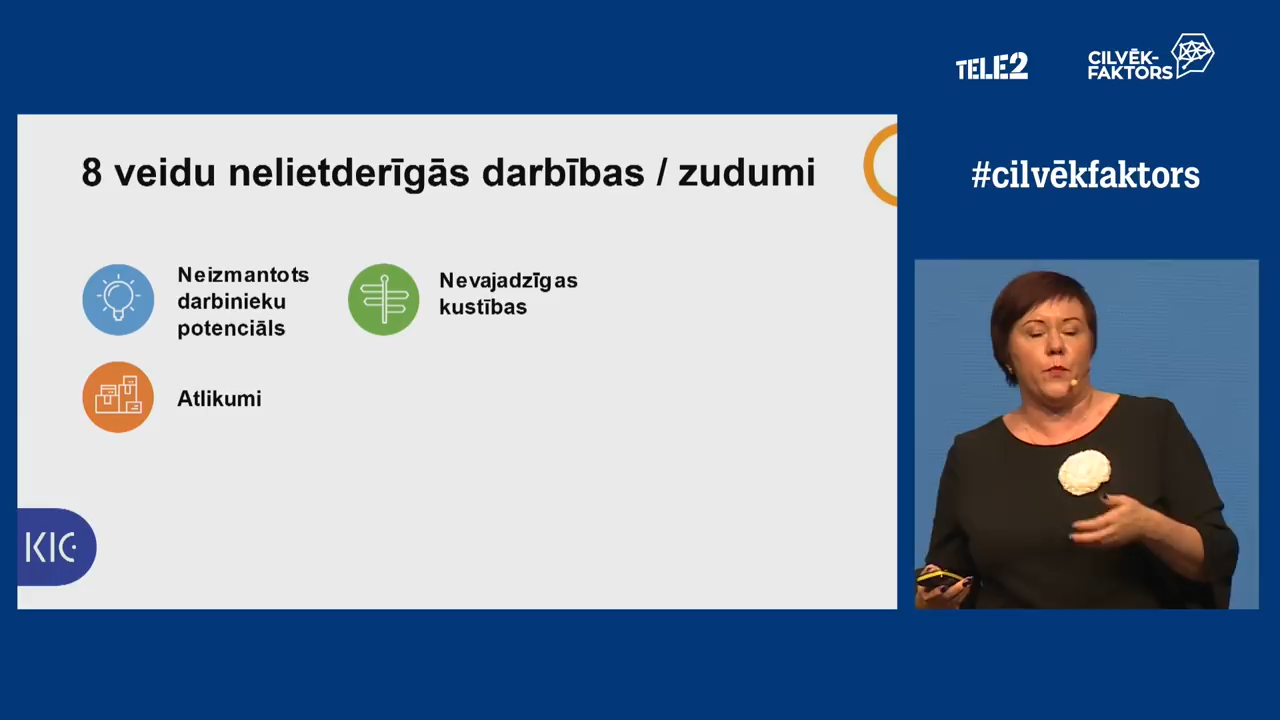 TELE2
CILVĒK-
FAKTORS
8 veidu nelietderīgās darbības / zudumi
#cilvēkfaktors
Neizmantots
darbinieku
potenciāls
Nevajadzīgas
kustības
Atlikumi
KIC